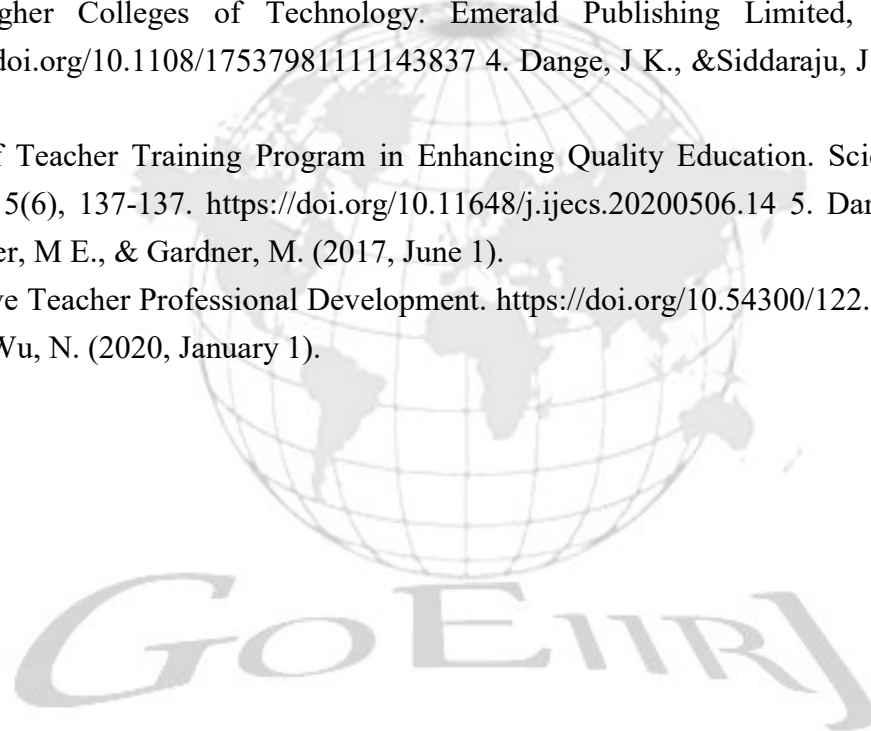 gher Colleges of Technology. Emerald Publishing Limited,
doi.org/10.1108/17537981111143837 4. Dange, J K., &Siddaraju, J
f Teacher Training Program in Enhancing Quality Education. Scie
5(6), 137-137. https://doi.org/10.11648/j.ijecs.20200506.14 5. Dar
er, M E., & Gardner, M. (2017, June 1).
ve Teacher Professional Development. https://doi.org/10.54300/122.
Wu, N. (2020, January 1).
GOEIIRJ